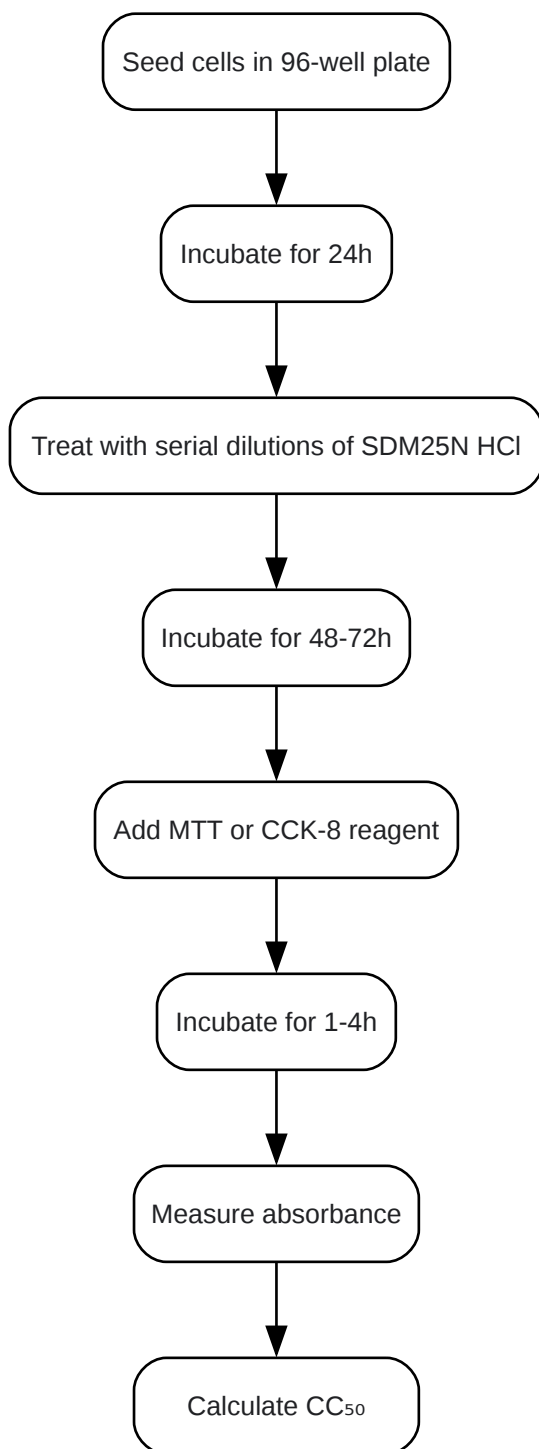 Seed cells in 96-well plate
Incubate for 24h
Treat with serial dilutions of SDM25N HCl
Incubate for 48-72h
Add MTT or CCK-8 reagent
Incubate for 1-4h
Measure absorbance
Calculate CC₅₀